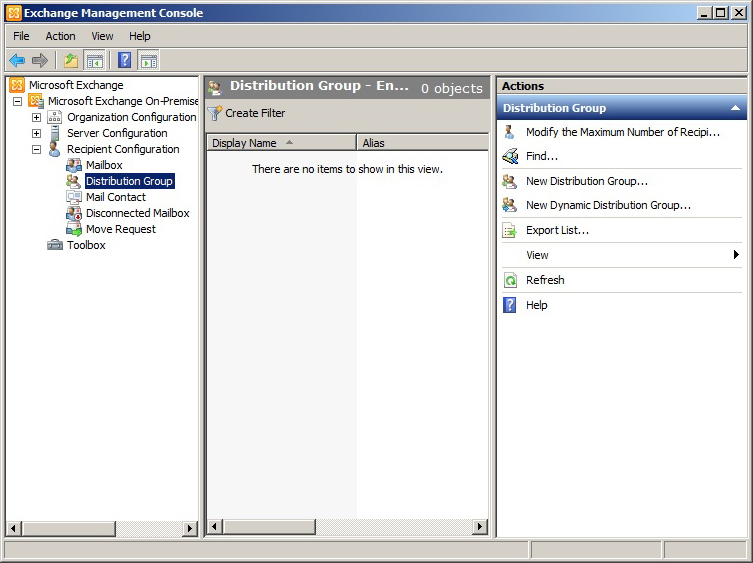 Exchange Management Console
File Action View Help
Microsoft Exchange
Microsoft Exchange On-Premise
Organization Configuration
Server Configuration
Recipient Configuration
Mailbox
Distribution Group
Mail Contact
Disconnected Mailbox
Move Request
Toolbox
Distribution Group - En... 0 objects
Create Filter
Display Name Alias
There are no items to show in this view.
Actions
Distribution Group
Modify the Maximum Number of Recipi...
Find...
New Distribution Group...
New Dynamic Distribution Group...
Export List...
View
Refresh
Help